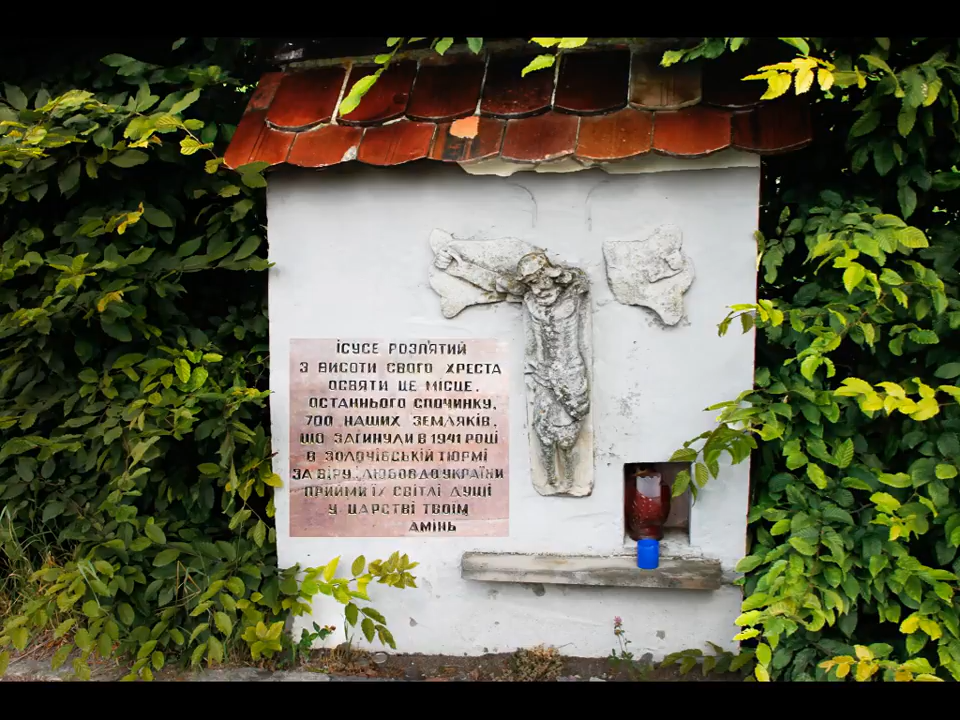 ІСУСЕ РОЗП'ЯТИЙ
З ВИСОТИ СВОГО ХРЕСТА
ОСВЯТИ ЦЕ МІСЦЕ,
ОСТАННЬОГО СПОЧИНКУ,
700 НАШИХ ЗЕМЛЯКІВ,
ЩО ЗАГИНУЛИ В 1941 РОЦІ
В ЗОЛОЧІВСЬКІЙ ТЮРМІ
ЗА ВІРУ, ЛЮБОВ ДО УКРАЇНИ
ПРИЙМИ ЇХ СВІТЛІ ДУШІ
У ЦАРСТВІ ТВОЇМ
АМІНЬ